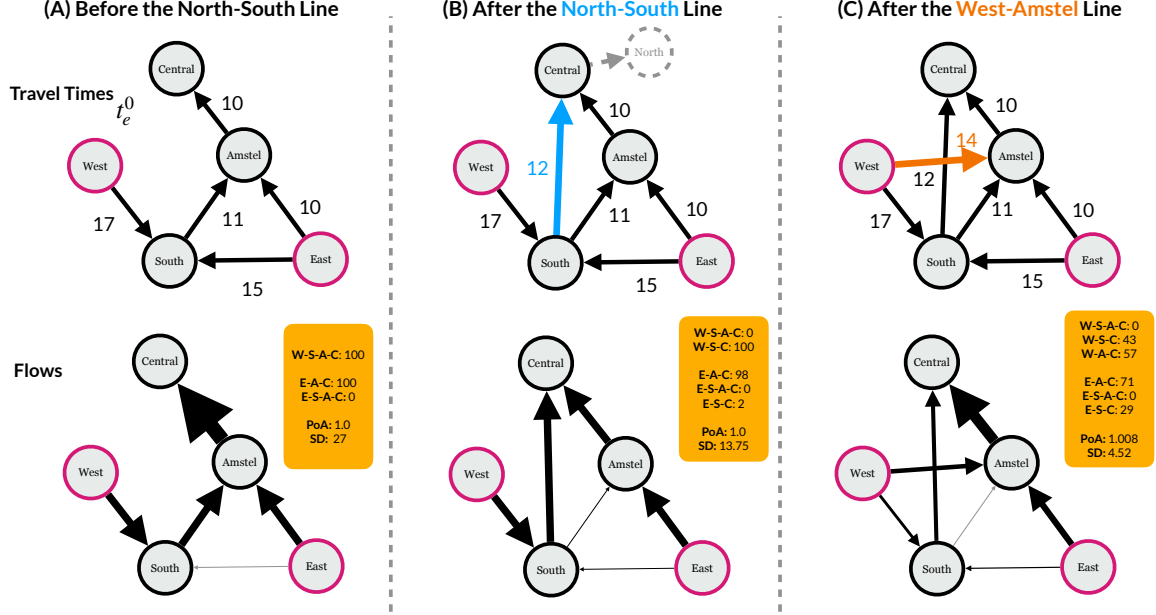 (A) Before the North-South Line
(B) After the North-South Line
(C) After the West-Amstel Line
Travel Times t_e^0
Central
10
West
Amstel
17
11
10
South
East
15
Central
North
10
West
Amstel
12
17
11
10
South
East
15
Central
10
14
West
Amstel
12
17
11
10
South
East
15
Flows
Central
West
Amstel
South
East
W-S-A-C: 100
E-A-C: 100
E-S-A-C: 0
PoA: 1.0
SD: 27
Central
West
Amstel
South
East
W-S-A-C: 0
W-S-C: 100
E-A-C: 98
E-S-A-C: 0
E-S-C: 2
PoA: 1.0
SD: 13.75
Central
West
Amstel
South
East
W-S-A-C: 0
W-S-C: 43
W-A-C: 57
E-A-C: 71
E-S-A-C: 0
E-S-C: 29
PoA: 1.008
SD: 4.52